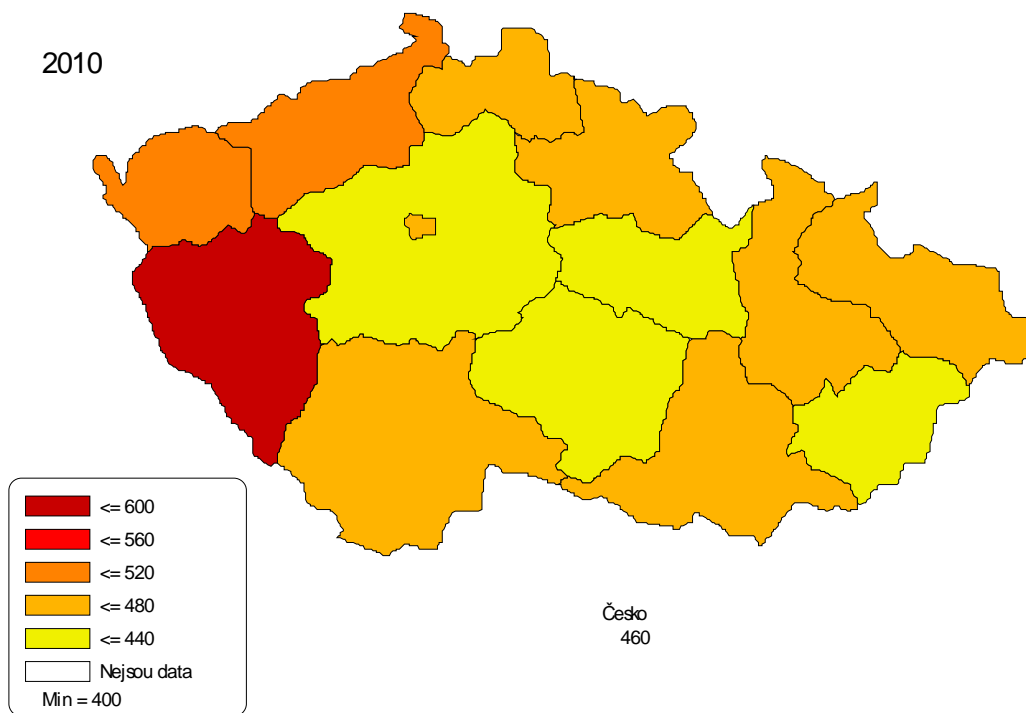 2010
<= 600
<= 560
<= 520
<= 480
<= 440
Nejsou data
Min = 400
Česko
460